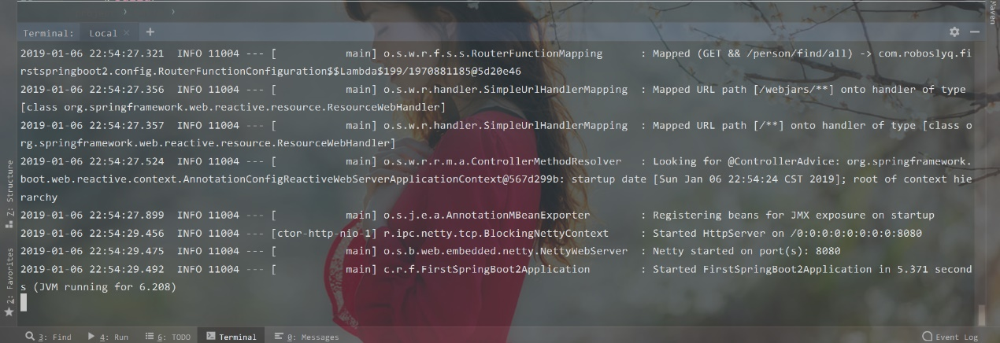 Maven
Terminal: Local × +
2019-01-06 22:54:27.321  INFO 11004 --- [           main] o.s.w.r.f.s.s.RouterFunctionMapping      : Mapped (GET && /person/find/all) -> com.roboslyq.fi
rstspringboot2.config.RouterFunctionConfiguration$$Lambda$199/1970881185@5d20e46
2019-01-06 22:54:27.356  INFO 11004 --- [           main] o.s.w.r.handler.SimpleUrlHandlerMapping  : Mapped URL path [/webjars/**] onto handler of type
[class org.springframework.web.reactive.resource.ResourceWebHandler]
2019-01-06 22:54:27.357  INFO 11004 --- [           main] o.s.w.r.handler.SimpleUrlHandlerMapping  : Mapped URL path [/**] onto handler of type [class o
rg.springframework.web.reactive.resource.ResourceWebHandler]
2019-01-06 22:54:27.524  INFO 11004 --- [           main] o.s.w.r.r.m.a.ControllerMethodResolver   : Looking for @ControllerAdvice: org.springframework.
boot.web.reactive.context.AnnotationConfigReactiveWebServerApplicationContext@567d299b: startup date [Sun Jan 06 22:54:24 CST 2019]; root of context hie
rarchy
2019-01-06 22:54:27.899  INFO 11004 --- [           main] o.s.j.e.a.AnnotationMBeanExporter        : Registering beans for JMX exposure on startup
2019-01-06 22:54:29.456  INFO 11004 --- [ctor-http-nio-1] r.ipc.netty.tcp.BlockingNettyContext     : Started HttpServer on /0:0:0:0:0:0:0:0:8080
2019-01-06 22:54:29.475  INFO 11004 --- [           main] o.s.b.web.embedded.netty.NettyWebServer  : Netty started on port(s): 8080
2019-01-06 22:54:29.492  INFO 11004 --- [           main] c.r.f.FirstSpringBoot2Application        : Started FirstSpringBoot2Application in 5.371 second
s (JVM running for 6.208)
7: Structure
2: Favorites
3: Find 4: Run 6: TODO Terminal 0: Messages Event Log